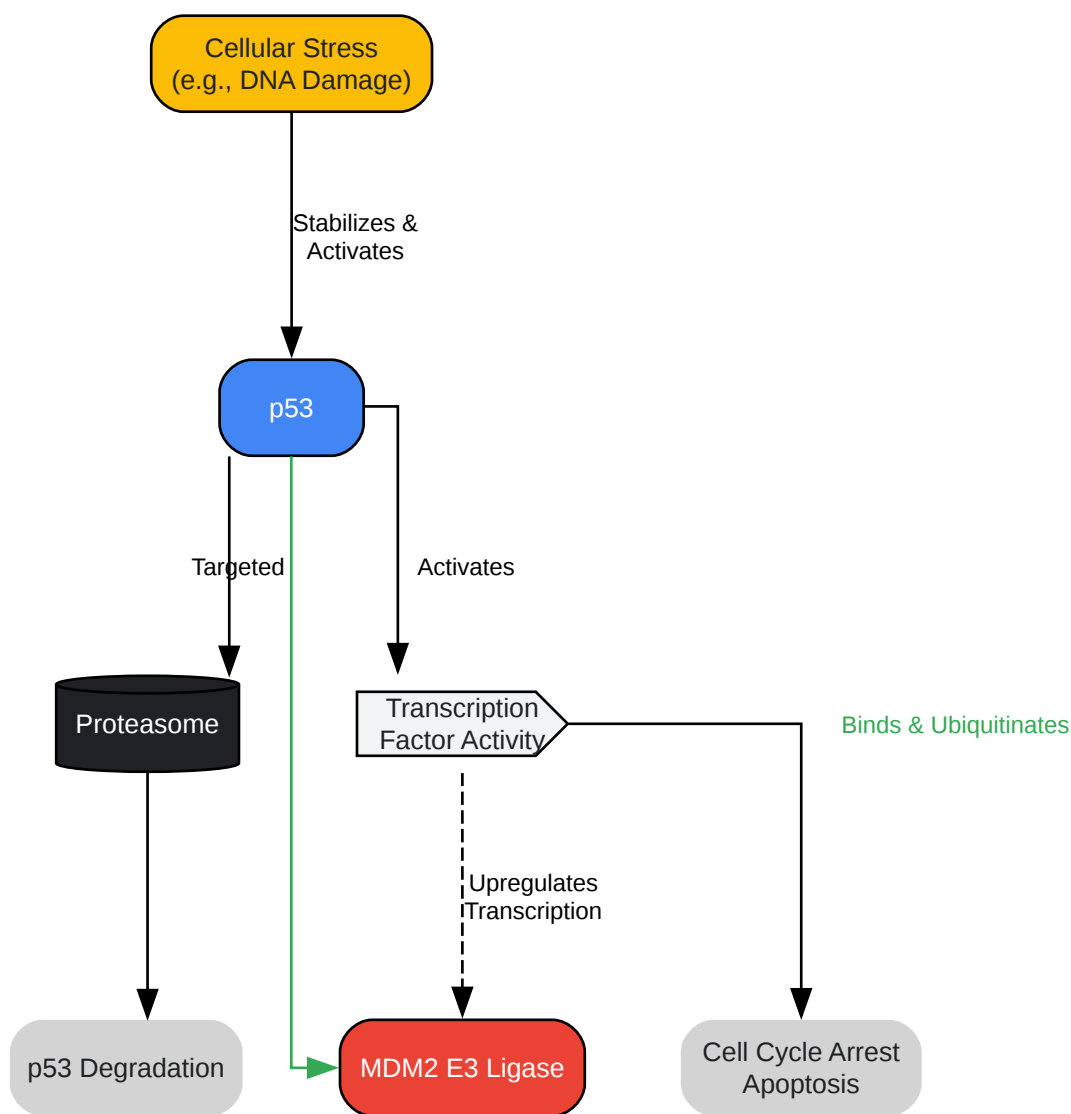 Cellular Stress
(e.g., DNA Damage)
Stabilizes &
Activates
p53
Targeted
Activates
Proteasome
Transcription
Factor Activity
Binds & Ubiquitinates
Upregulates
Transcription
p53 Degradation
MDM2 E3 Ligase
Cell Cycle Arrest
Apoptosis